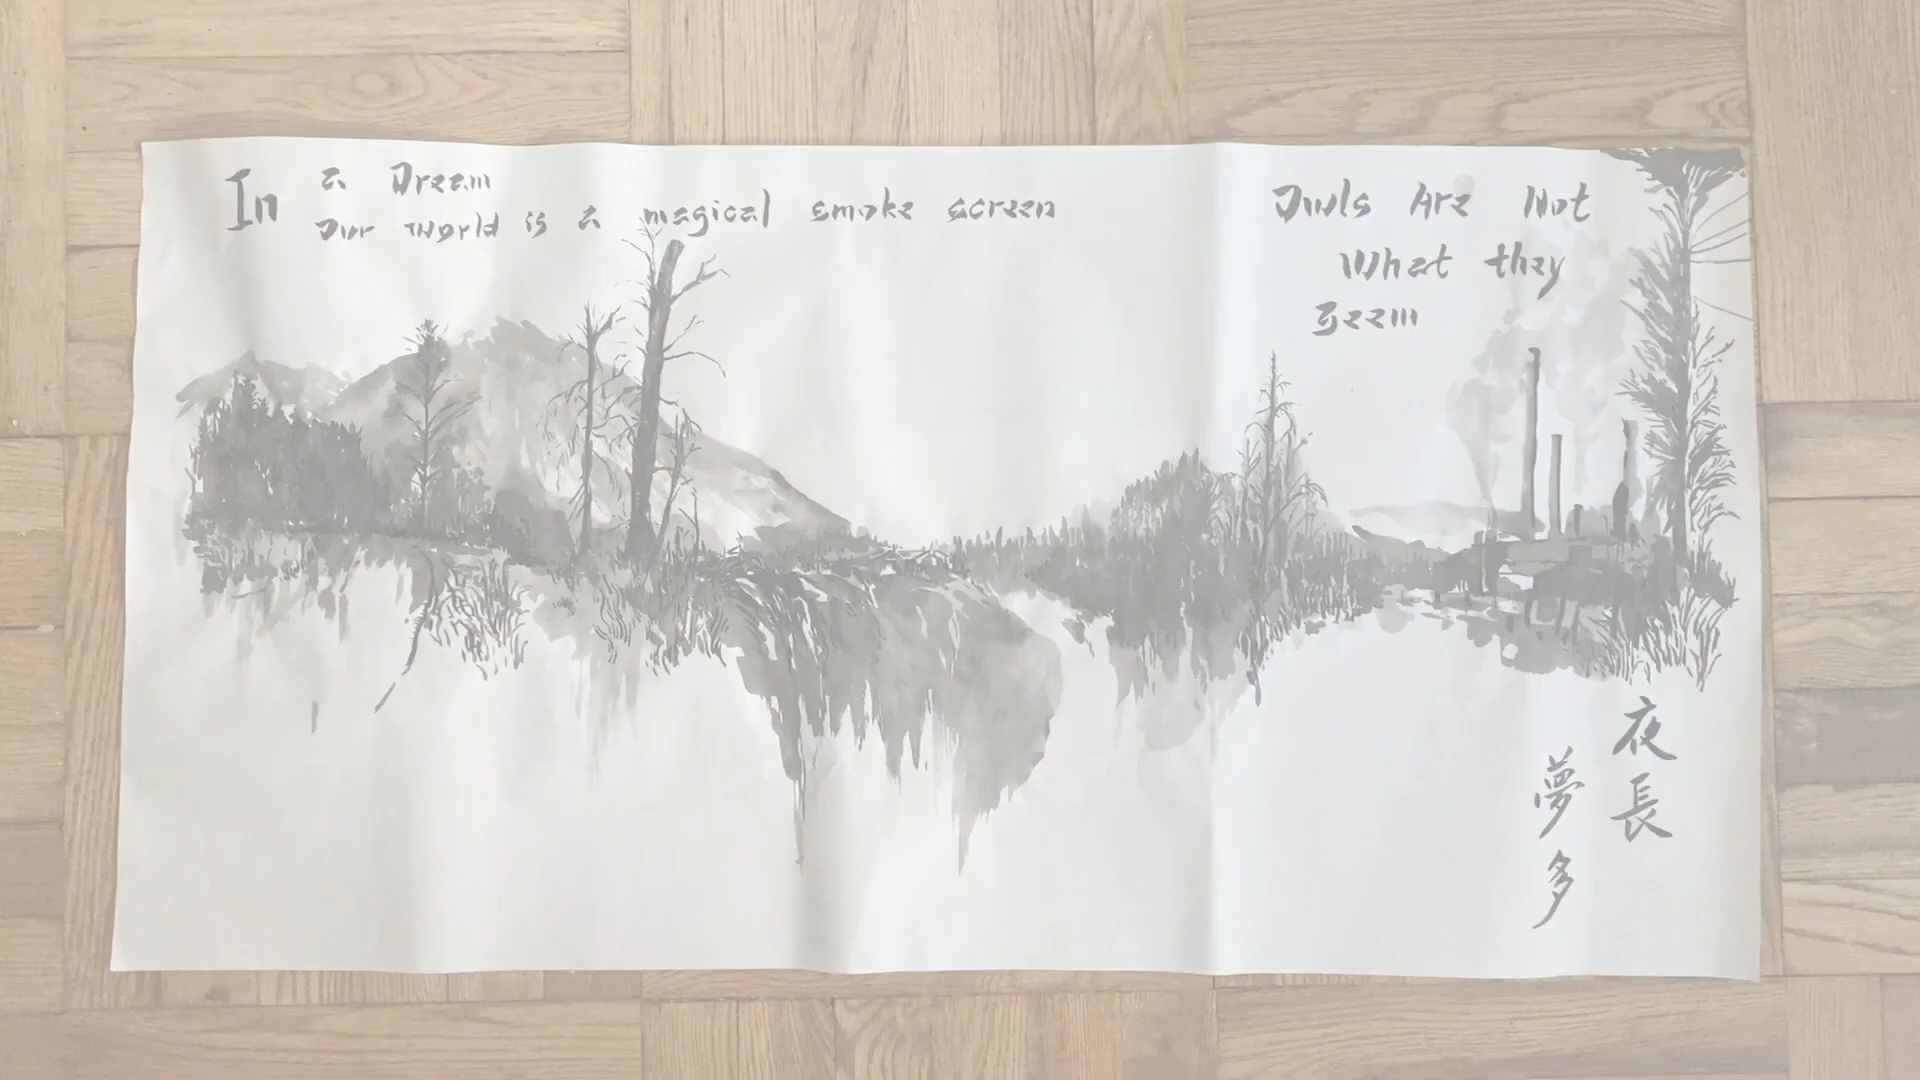 In a Dream
Our world is a magical smoke screen
Owls Are Not
What they
Seem
夜長
夢多